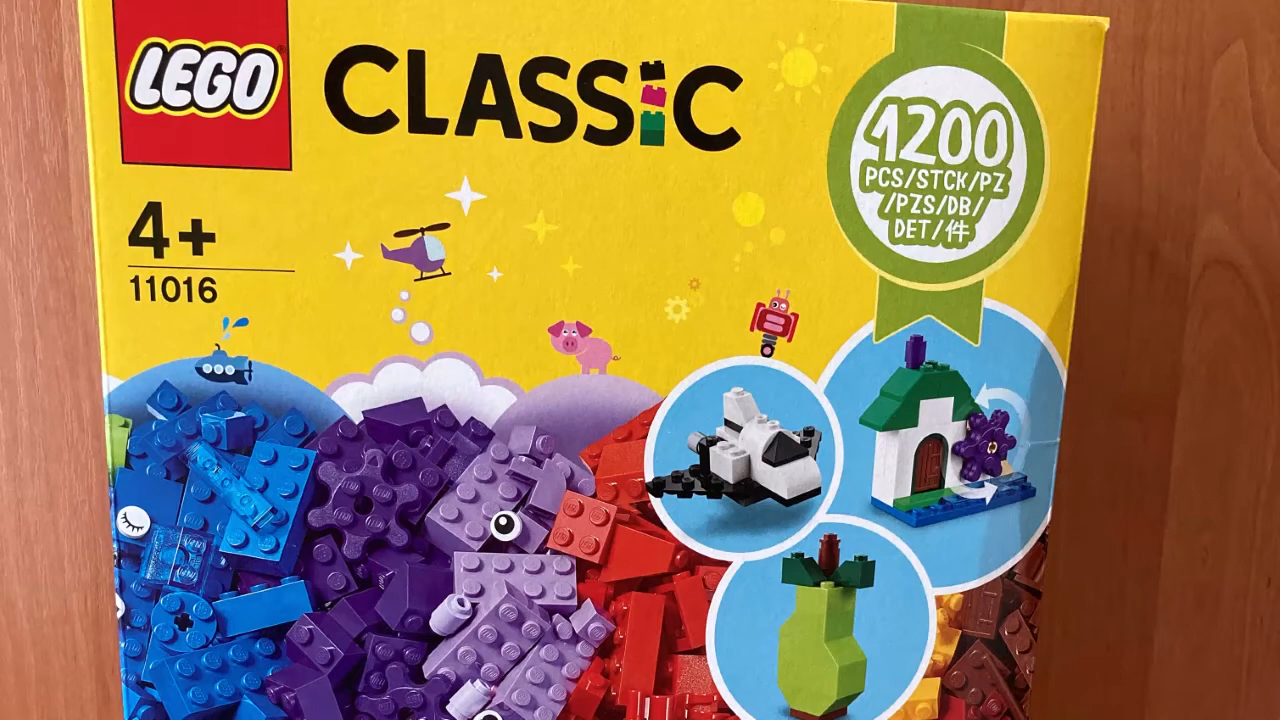 LEGO
CLASSiC
1200
PCS/STCK/PZ
/PZS/DB/
DET/件
4+
11016